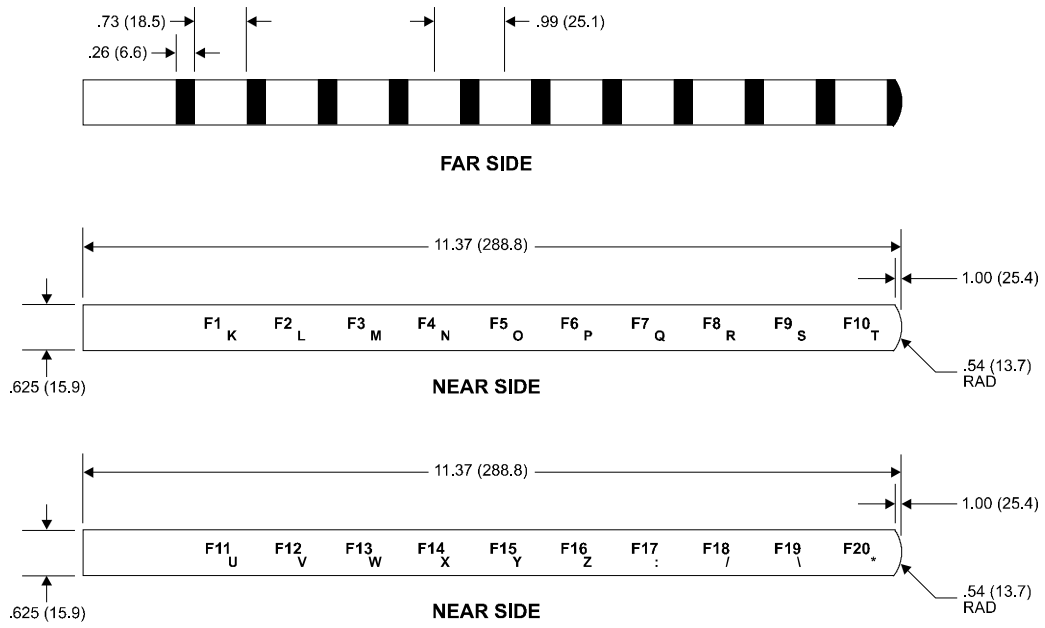 .73 (18.5)
.99 (25.1)
.26 (6.6)
FAR SIDE
11.37 (288.8)
1.00 (25.4)
F1 K F2 L F3 M F4 N F5 O F6 P F7 Q F8 R F9 S F10 T
.625 (15.9)
.54 (13.7)
RAD
NEAR SIDE
11.37 (288.8)
1.00 (25.4)
F11 U F12 V F13 W F14 X F15 Y F16 Z F17 : F18 / F19 \ F20 *
.625 (15.9)
.54 (13.7)
RAD
NEAR SIDE